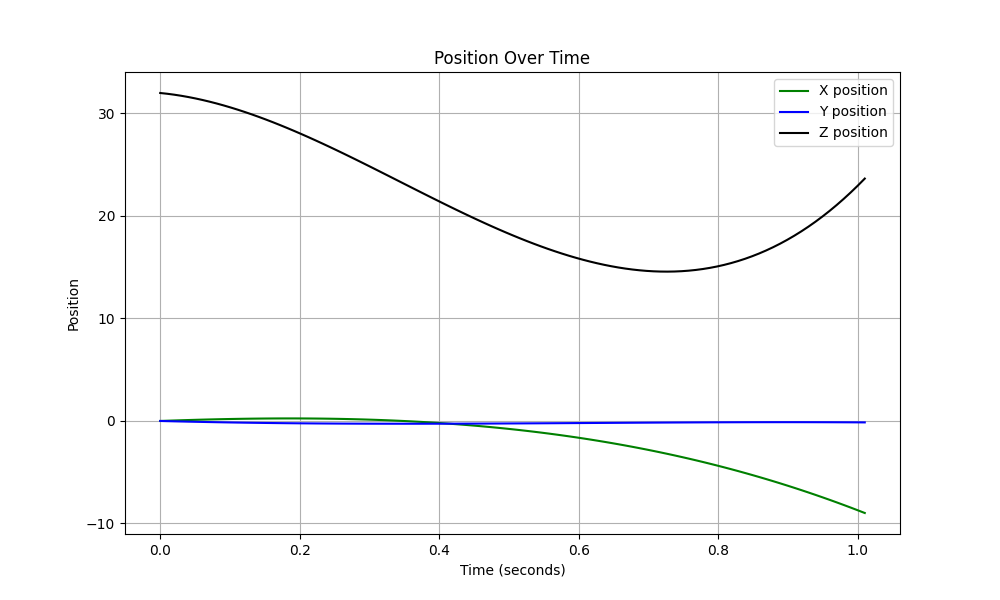 Position Over Time
X position
Y position
Z position
Position
30
20
10
0
−10
0.0 0.2 0.4 0.6 0.8 1.0
Time (seconds)